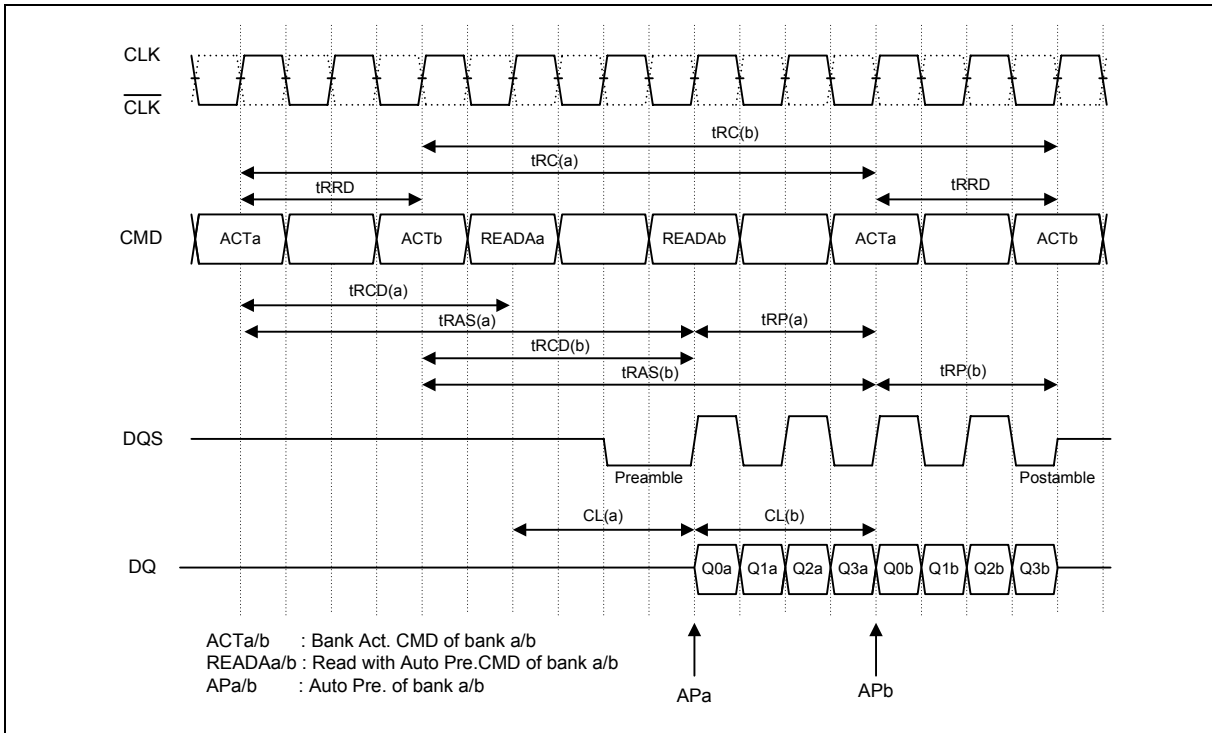 CLK
CLK
tRC(b)
tRC(a)
tRRD
tRRD
CMD
ACTa
ACTb
READAa
READAb
ACTa
ACTb
tRCD(a)
tRAS(a)
tRP(a)
tRCD(b)
tRAS(b)
tRP(b)
DQS
Preamble
Postamble
CL(a)
CL(b)
DQ
Q0a
Q1a
Q2a
Q3a
Q0b
Q1b
Q2b
Q3b
ACTa/b : Bank Act. CMD of bank a/b
READAa/b : Read with Auto Pre.CMD of bank a/b
APa/b : Auto Pre. of bank a/b
APa
APb